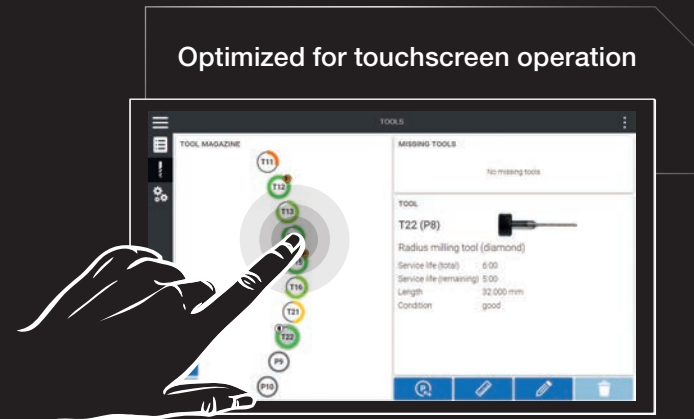 Optimized for touchscreen operation
TOOLS
TOOL MAGAZINE
MISSING TOOLS
T11
No missing tools
T12
T13
TOOL
T22 (P8)
Radius milling tool (diamond)
Service life (total) 6:00
Service life (remaining) 5:00
T16
Length 32.000 mm
Condition good
T21
T22
P9
P10